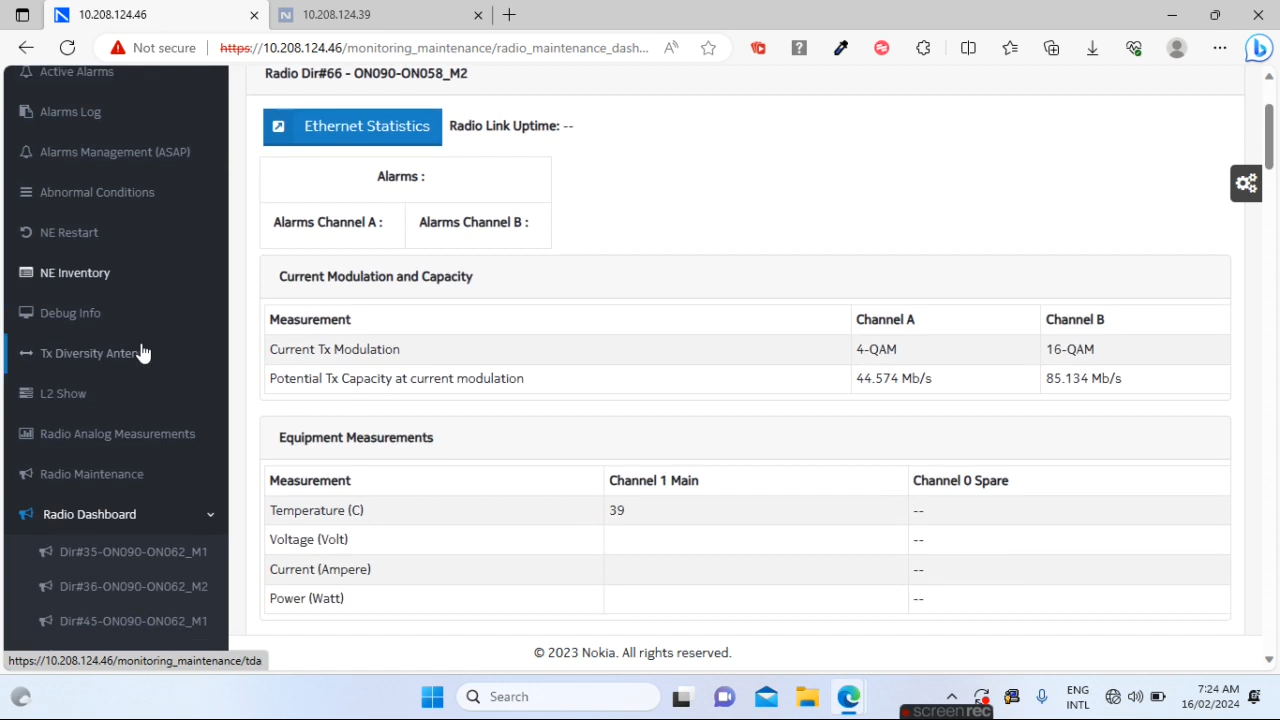 10.208.124.46
10.208.124.39
Not secure
https://10.208.124.46/monitoring_maintenance/radio_maintenance_dash...
Active Alarms
Alarms Log
Alarms Management (ASAP)
Abnormal Conditions
NE Restart
NE Inventory
Debug Info
Tx Diversity Anten
L2 Show
Radio Analog Measurements
Radio Maintenance
Radio Dashboard
Dir#35-ON090-ON062_M1
Dir#36-ON090-ON062_M2
Dir#45-ON090-ON062_M1
https://10.208.124.46/monitoring_maintenance/tda
Radio Dir#66 - ON090-ON058_M2
Ethernet Statistics Radio Link Uptime: --
Alarms :
Alarms Channel A : Alarms Channel B :
Current Modulation and Capacity
Measurement Channel A Channel B
Current Tx Modulation 4-QAM 16-QAM
Potential Tx Capacity at current modulation 44.574 Mb/s 85.134 Mb/s
Equipment Measurements
Measurement Channel 1 Main Channel 0 Spare
Temperature (C) 39 --
Voltage (Volt) --
Current (Ampere) --
Power (Watt) --
© 2023 Nokia. All rights reserved.
Search
ENG
INTL
7:24 AM
16/02/2024
screenrec